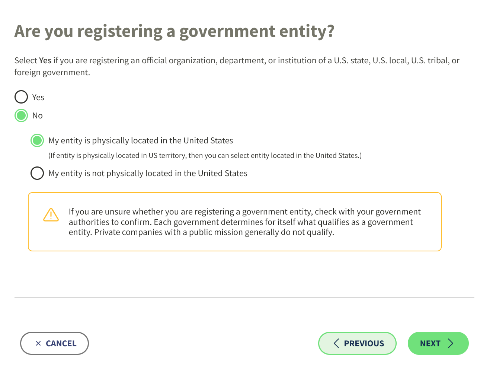 Are you registering a government entity?
Select Yes if you are registering an official organization, department, or institution of a U.S. state, U.S. local, U.S. tribal, or
foreign government.
Yes
No
My entity is physically located in the United States
(If entity is physically located in US territory, then you can select entity located in the United States.)
My entity is not physically located in the United States
If you are unsure whether you are registering a government entity, check with your government
authorities to confirm. Each government determines for itself what qualifies as a government
entity. Private companies with a public mission generally do not qualify.
CANCEL
PREVIOUS
NEXT